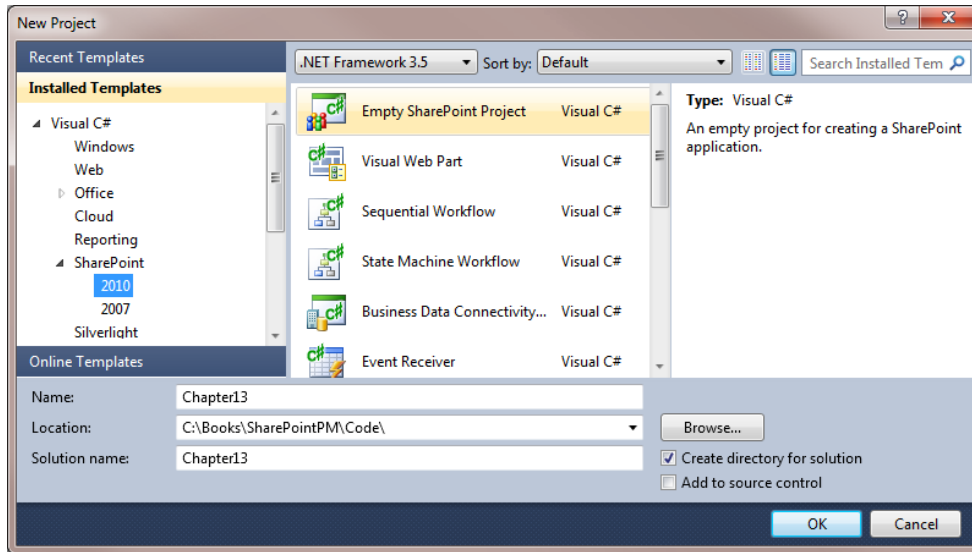 New Project
Recent Templates
Installed Templates
Visual C#
Windows
Web
Office
Cloud
Reporting
SharePoint
2010
2007
Silverlight
Online Templates
.NET Framework 3.5 Sort by: Default Search Installed Tem
Empty SharePoint Project Visual C#
Visual Web Part Visual C#
Sequential Workflow Visual C#
State Machine Workflow Visual C#
Business Data Connectivity... Visual C#
Event Receiver Visual C#
Type: Visual C#
An empty project for creating a SharePoint
application.
Name: Chapter13
Location: C:\Books\SharePointPM\Code\ Browse...
Solution name: Chapter13
Create directory for solution
Add to source control
OK Cancel